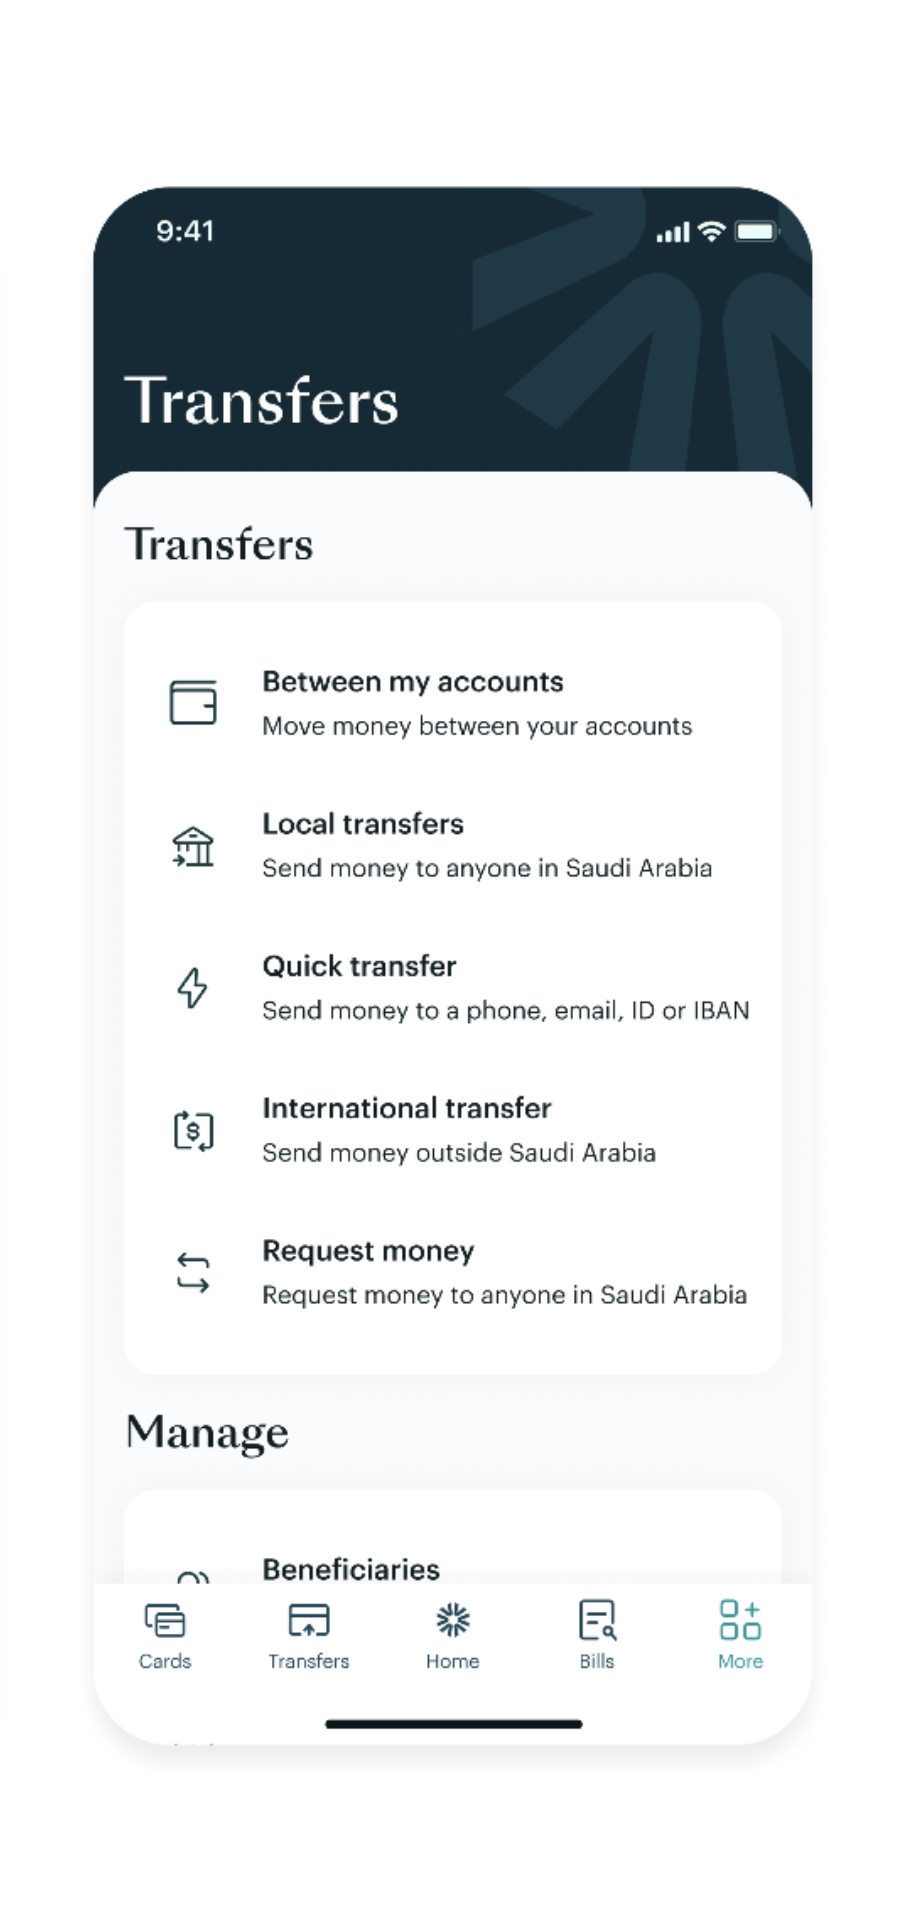 9:41
Transfers
Transfers
Between my accounts
Move money between your accounts
Local transfers
Send money to anyone in Saudi Arabia
Quick transfer
Send money to a phone, email, ID or IBAN
International transfer
Send money outside Saudi Arabia
Request money
Request money to anyone in Saudi Arabia
Manage
Beneficiaries
Cards
Transfers
Home
Bills
More